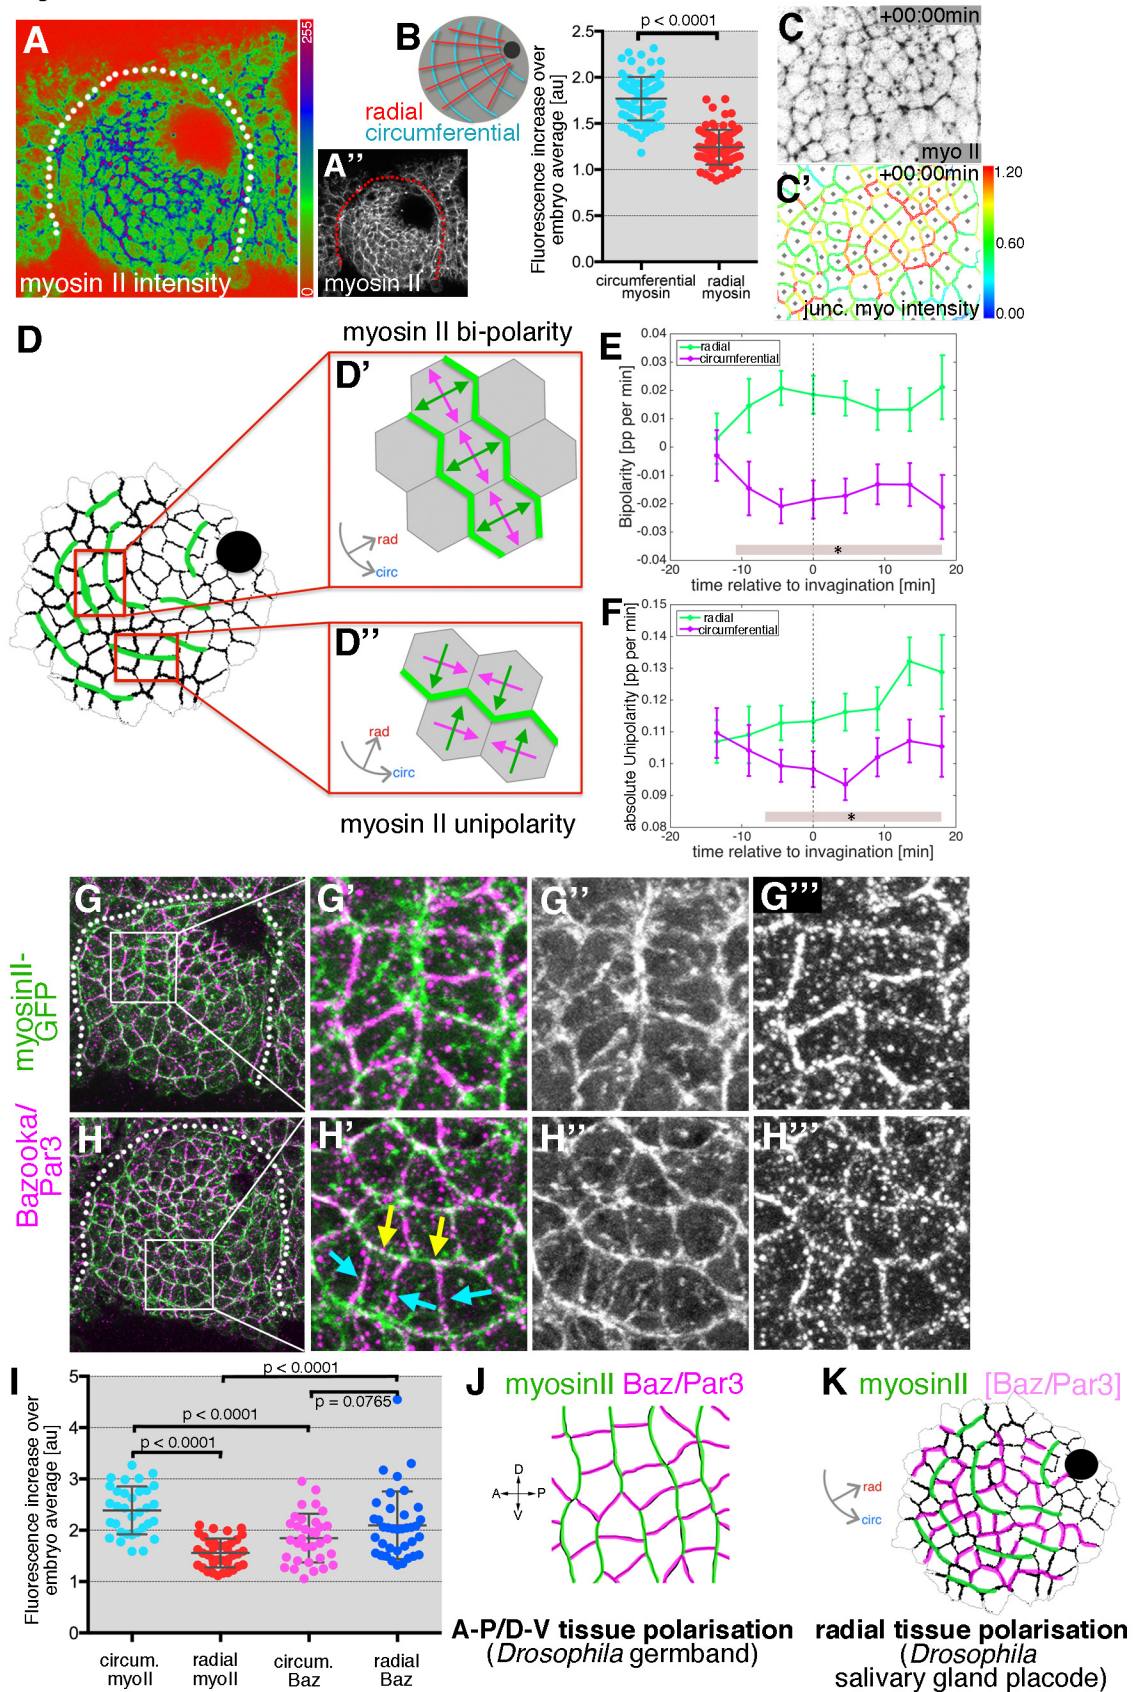 A
255
0
myosin II intensity
B
radial
circumferential
A’’
myosin II
p < 0.0001
Fluorescence increase over
embryo average [au]
2.5
2.0
1.5
1.0
0.5
0.0
circumferential
myosin
radial
myosin
C
+00:00min
myo II
C’
+00:00min
junc. myo intensity
1.20
0.60
0.00
D
myosin II bi-polarity
D’
rad
circ
D’’
rad
circ
myosin II unipolarity
E
radial
circumferential
Bipolarity [pp per min]
0.04
0.03
0.02
0.01
0
-0.01
-0.02
-0.03
-0.04
*
-20
-10
0
10
20
time relative to invagination [min]
F
radial
circumferential
absolute Unipolarity [pp per min]
0.15
0.14
0.13
0.12
0.11
0.1
0.09
0.08
*
-20
-10
0
10
20
time relative to invagination [min]
myosinII-
GFP
Bazooka/
Par3
G
G’
G’’
G’’’
H
H’
H’’
H’’’
I
Fluorescence increase over
embryo average [au]
5
4
3
2
1
0
p < 0.0001
p = 0.0765
p < 0.0001
p < 0.0001
circum.
myoII
radial
myoII
circum.
Baz
radial
Baz
J
myosinII Baz/Par3
D
A
P
V
A-P/D-V tissue polarisation
(Drosophila germband)
K
myosinII [Baz/Par3]
rad
circ
radial tissue polarisation
(Drosophila
salivary gland placode)